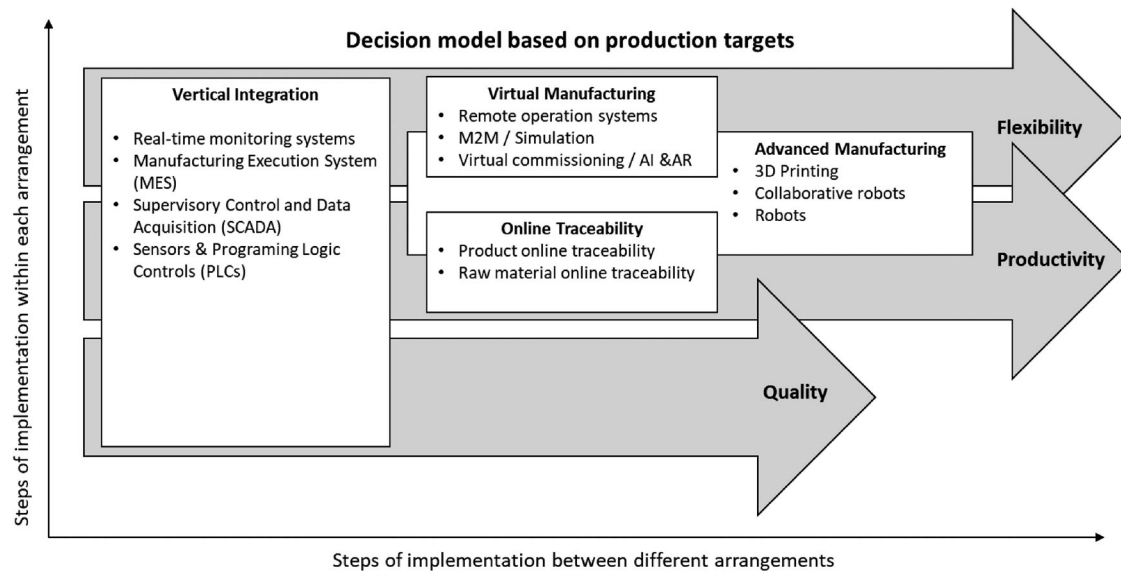 Decision model based on production targets
Steps of implementation within each arrangement
Vertical Integration
• Real-time monitoring systems
• Manufacturing Execution System
(MES)
• Supervisory Control and Data
Acquisition (SCADA)
• Sensors & Programing Logic
Controls (PLCs)
Virtual Manufacturing
• Remote operation systems
• M2M / Simulation
• Virtual commissioning / AI &AR
Online Traceability
• Product online traceability
• Raw material online traceability
Advanced Manufacturing
• 3D Printing
• Collaborative robots
• Robots
Flexibility
Productivity
Quality
Steps of implementation between different arrangements